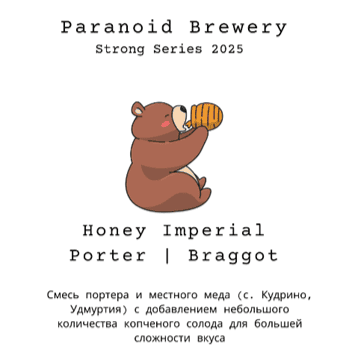 Paranoid Brewery
Strong Series 2025
Honey Imperial
Porter | Braggot
Смесь портера и местного меда (с. Кудрино,
Удмуртия) с добавлением небольшого
количества копченого солода для большей
сложности вкуса